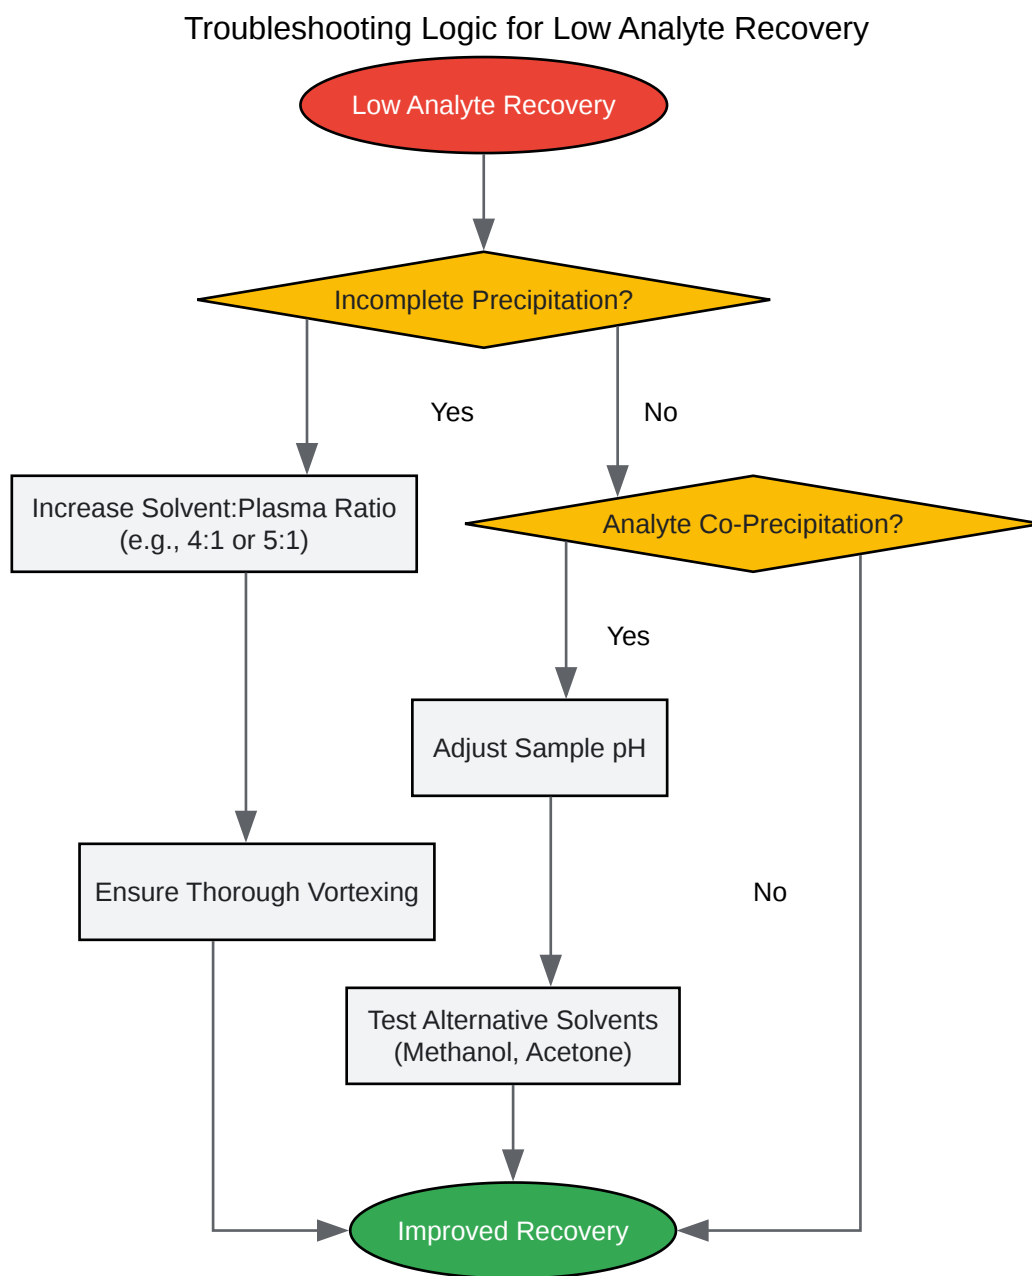 Troubleshooting Logic for Low Analyte Recovery
Low Analyte Recovery
Incomplete Precipitation?
Yes
No
Increase Solvent:Plasma Ratio
(e.g., 4:1 or 5:1)
Analyte Co-Precipitation?
Yes
Adjust Sample pH
Ensure Thorough Vortexing
No
Test Alternative Solvents
(Methanol, Acetone)
Improved Recovery